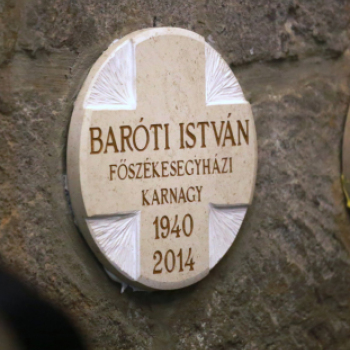 BARÓTI ISTVÁN
FŐSZÉKESEGYHÁZI
KARNAGY
1940
2014